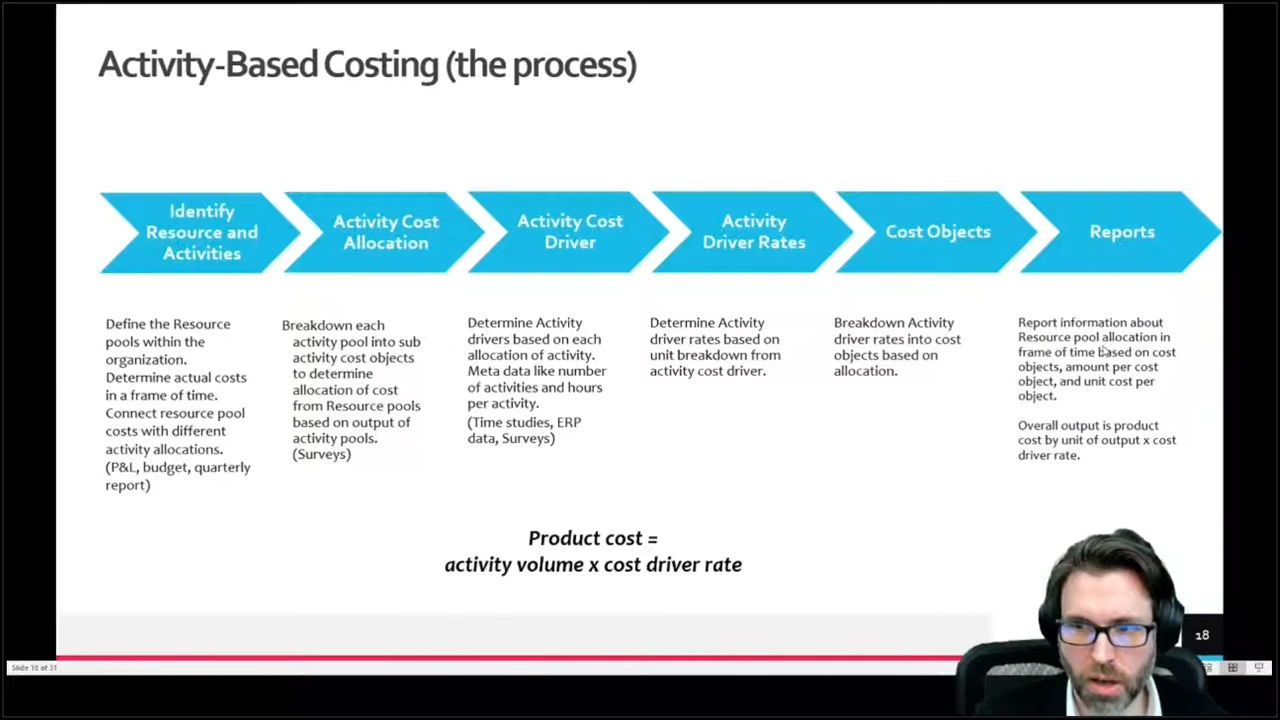 Activity-Based Costing (the process)
Identify
Resource and
Activities
Activity Cost
Allocation
Activity Cost
Driver
Activity
Driver Rates
Cost Objects
Reports
Define the Resource
pools within the
organization.
Determine actual costs
in a frame of time.
Connect resource pool
costs with different
activity allocations.
(P&L, budget, quarterly
report)
Breakdown each
activity pool into sub
activity cost objects
to determine
allocation of cost
from Resource pools
based on output of
activity pools.
(Surveys)
Determine Activity
drivers based on each
allocation of activity.
Meta data like number
of activities and hours
per activity.
(Time studies, ERP
data, Surveys)
Determine Activity
driver rates based on
unit breakdown from
activity cost driver.
Breakdown Activity
driver rates into cost
objects based on
allocation.
Report information about
Resource pool allocation in
frame of time based on cost
objects, amount per cost
object, and unit cost per
object.
Overall output is product
cost by unit of output x cost
driver rate.
Product cost =
activity volume x cost driver rate
18
Slide 18 of 31